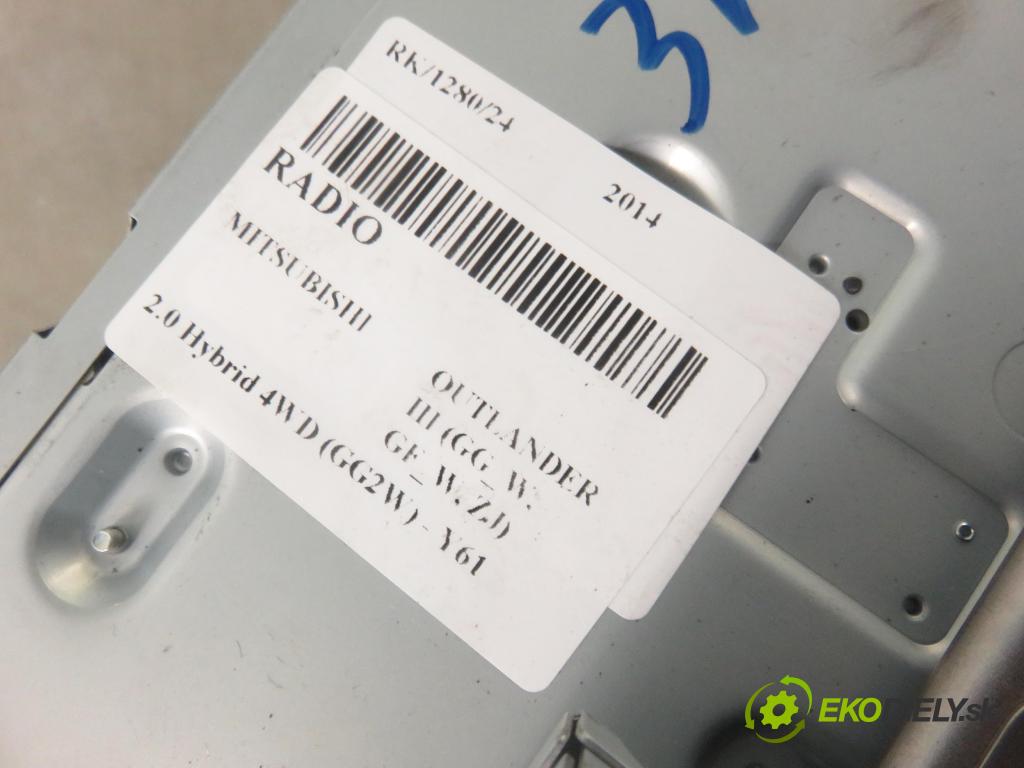 RK/1280/24
2014
RADIO
MITSUBISHI
OUTLANDER
III (GG_W,
GF_W, ZJ)
2.0 Hybrid 4WD (GG2W) - Y61
EKODIELY.sk